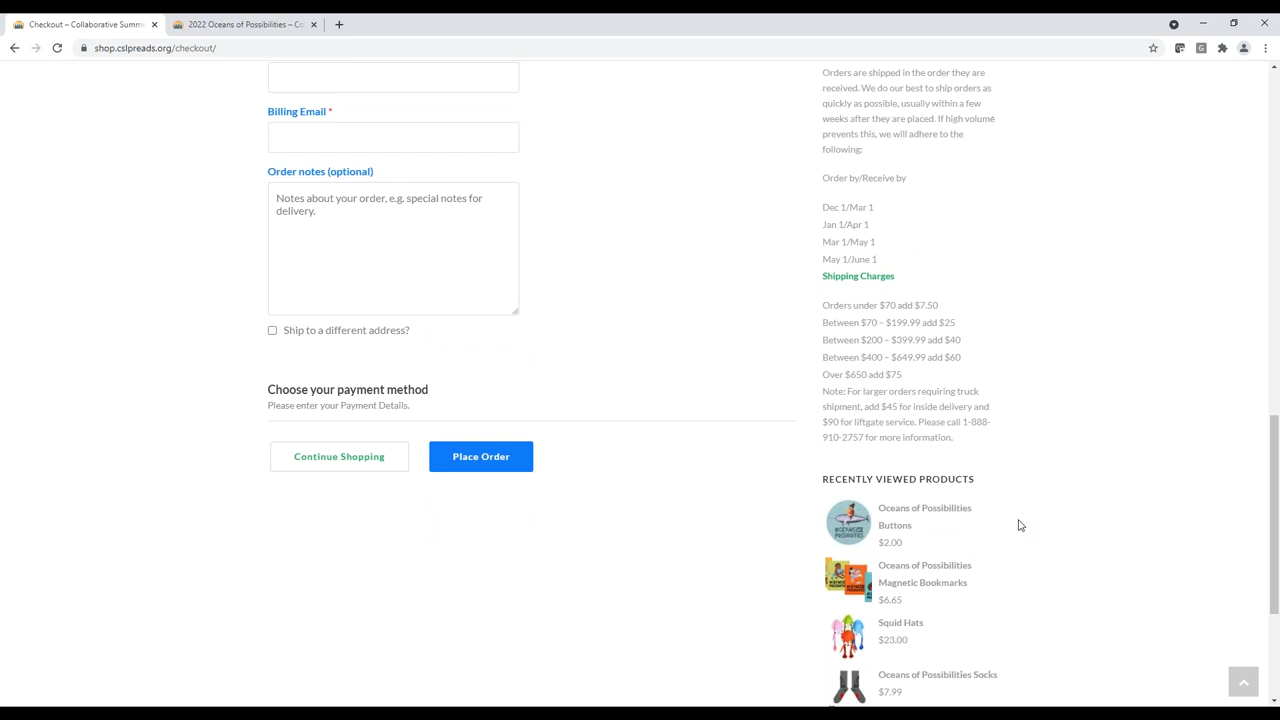 Checkout – Collaborative Summe
2022 Oceans of Possibilities – Co
shop.cslpreads.org/checkout/
Billing Email *
Order notes (optional)
Notes about your order, e.g. special notes for
delivery.
Ship to a different address?
Choose your payment method
Please enter your Payment Details.
Continue Shopping
Place Order
Orders are shipped in the order they are
received. We do our best to ship orders as
quickly as possible, usually within a few
weeks after they are placed. If high volume
prevents this, we will adhere to the
following:
Order by/Receive by
Dec 1/Mar 1
Jan 1/Apr 1
Mar 1/May 1
May 1/June 1
Shipping Charges
Orders under $70 add $7.50
Between $70 – $199.99 add $25
Between $200 – $399.99 add $40
Between $400 – $649.99 add $60
Over $650 add $75
Note: For larger orders requiring truck
shipment, add $45 for inside delivery and
$90 for liftgate service. Please call 1-888-
910-2757 for more information.
RECENTLY VIEWED PRODUCTS
Oceans of Possibilities
Buttons
$2.00
Oceans of Possibilities
Magnetic Bookmarks
$6.65
Squid Hats
$23.00
Oceans of Possibilities Socks
$7.99